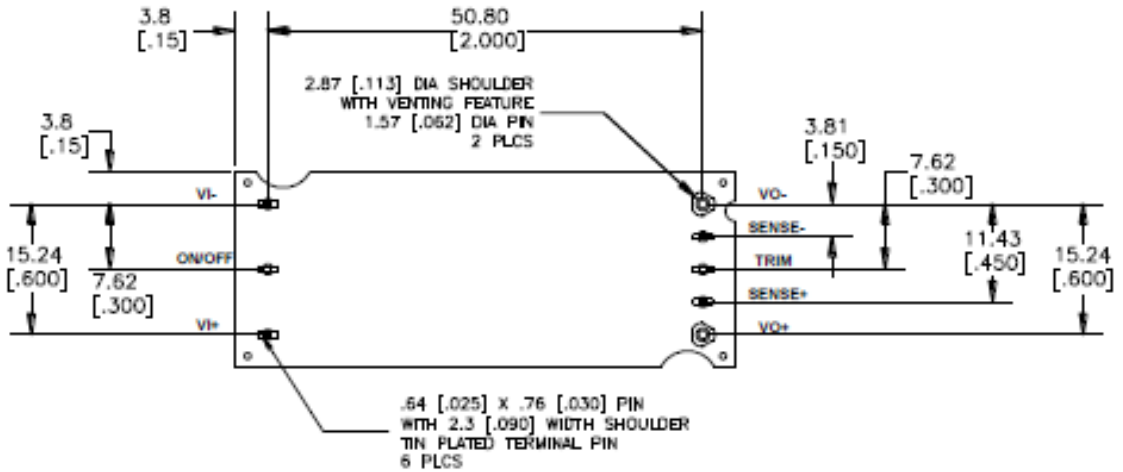 3.8
[.15]
50.80
[2.000]
2.87 [.113] DIA SHOULDER
WITH VENTING FEATURE
1.57 [.062] DIA PIN
2 PLCS
3.8
[.15]
3.81
[.150]
7.62
[.300]
VI-
VO-
SENSE-
ON/OFF
TRIM
SENSE+
VI+
VO+
15.24
[.600]
7.62
[.300]
11.43
[.450]
15.24
[.600]
.64 [.025] X .76 [.030] PIN
WITH 2.3 [.090] WIDTH SHOULDER
TIN PLATED TERMINAL PIN
6 PLCS